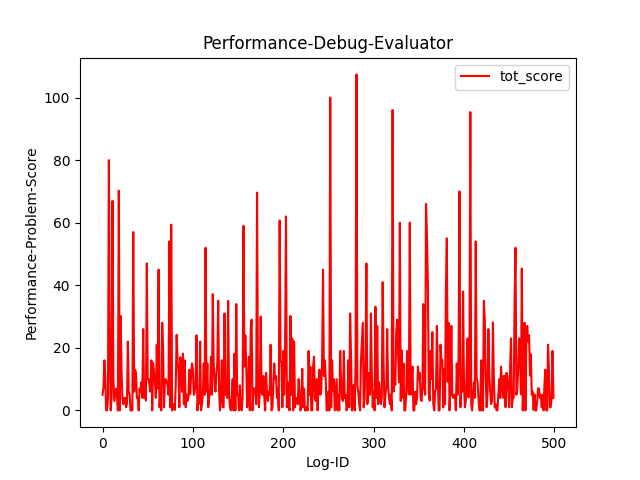 Performance-Debug-Evaluator
tot_score
Performance-Problem-Score
100
80
60
40
20
0
0 100 200 300 400 500
Log-ID